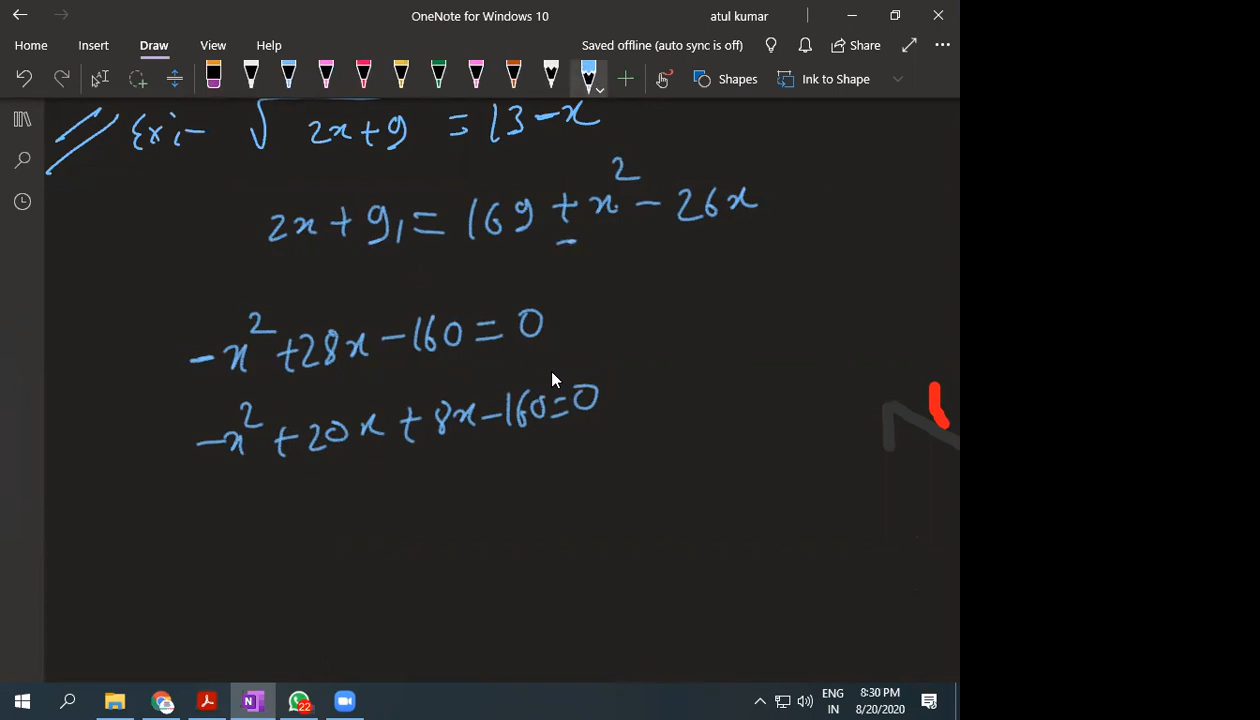 OneNote for Windows 10
atul kumar
Home Insert Draw View Help
Saved offline (auto sync is off)
Share
Shapes
Ink to Shape
Ex:- √2x+9 = 13-x
2x+9, = 169+x² - 26x
-x² +28x -160 = 0
-x² +20x +8x -160=0
22
ENG
IN
8:30 PM
8/20/2020